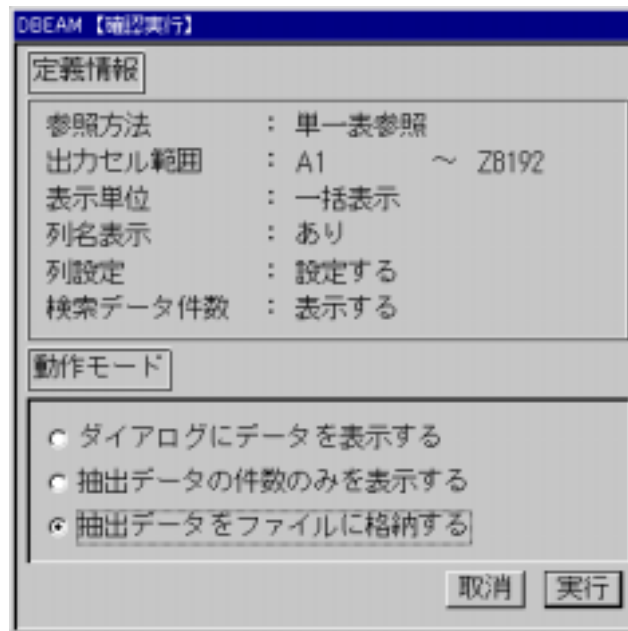 DBEAM 【確認実行】
定義情報
参照方法 : 単一表参照
出力セル範囲 : A1 ～ Z8192
表示単位 : 一括表示
列名表示 : あり
列設定 : 設定する
検索データ件数 : 表示する
動作モード
ダイアログにデータを表示する
抽出データの件数のみを表示する
抽出データをファイルに格納する
取消 実行